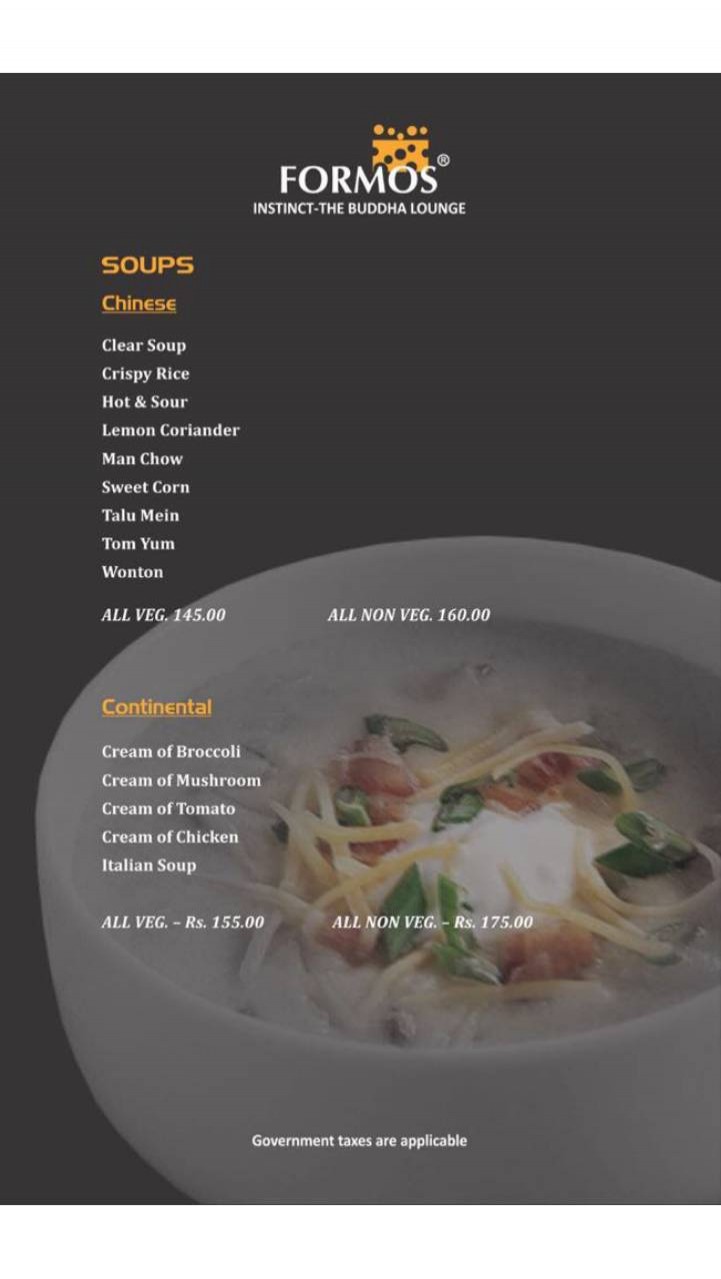 FORMOS®
INSTINCT-THE BUDDHA LOUNGE
SOUPS
Chinese
Clear Soup
Crispy Rice
Hot & Sour
Lemon Coriander
Man Chow
Sweet Corn
Talu Mein
Tom Yum
Wonton
ALL VEG. 145.00 ALL NON VEG. 160.00
Continental
Cream of Broccoli
Cream of Mushroom
Cream of Tomato
Cream of Chicken
Italian Soup
ALL VEG. – Rs. 155.00 ALL NON VEG. – Rs. 175.00
Government taxes are applicable